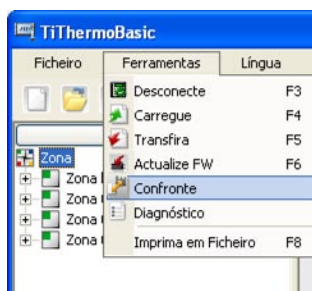 TiThermoBasic
Ficheiro Ferramentas Língua
Desconecte F3
Carregue F4
Transfira F5
Actualize FW F6
Confronte
Diagnóstico
Imprima em Ficheiro F8
Zona
Zona
Zona
Zona
Zona